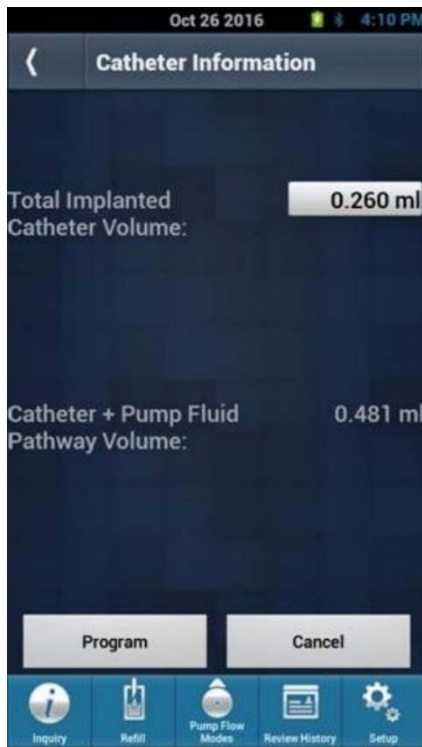 Oct 26 2016 4:10 PM
Catheter Information
Total Implanted 0.260 ml
Catheter Volume:
Catheter + Pump Fluid 0.481 ml
Pathway Volume:
Program Cancel
Inquiry Refill Pump Flow Modes Review History Setup